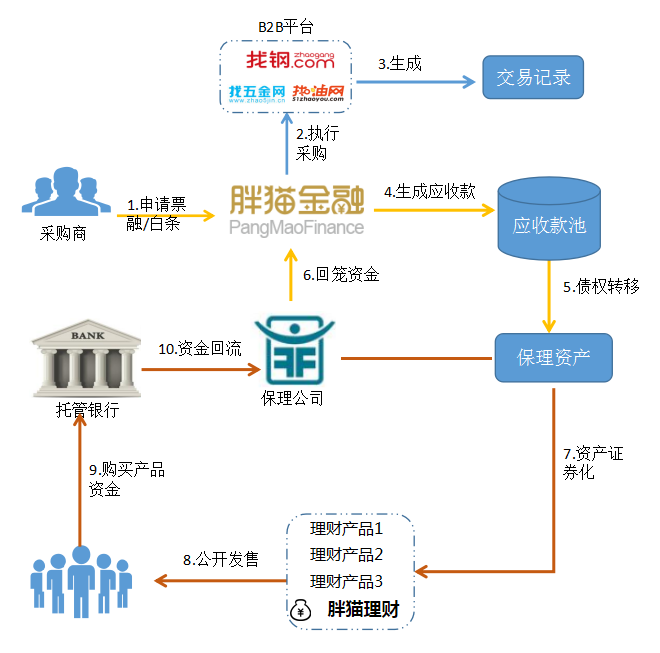 B2B平台
zhaogang
找钢.com
找五金网
www.zhao5jin.cn
找油网
51zhaoyou.com
3.生成
交易记录
2.执行
采购
采购商
1.申请票
融/白条
胖猫金融
PangMaoFinance
4.生成应收款
应收款池
6.回笼资金
5.债权转移
BANK
托管银行
10.资金回流
保理公司
保理资产
9.购买产品
资金
7.资产证
券化
8.公开发售
理财产品1
理财产品2
理财产品3
¥
胖猫理财